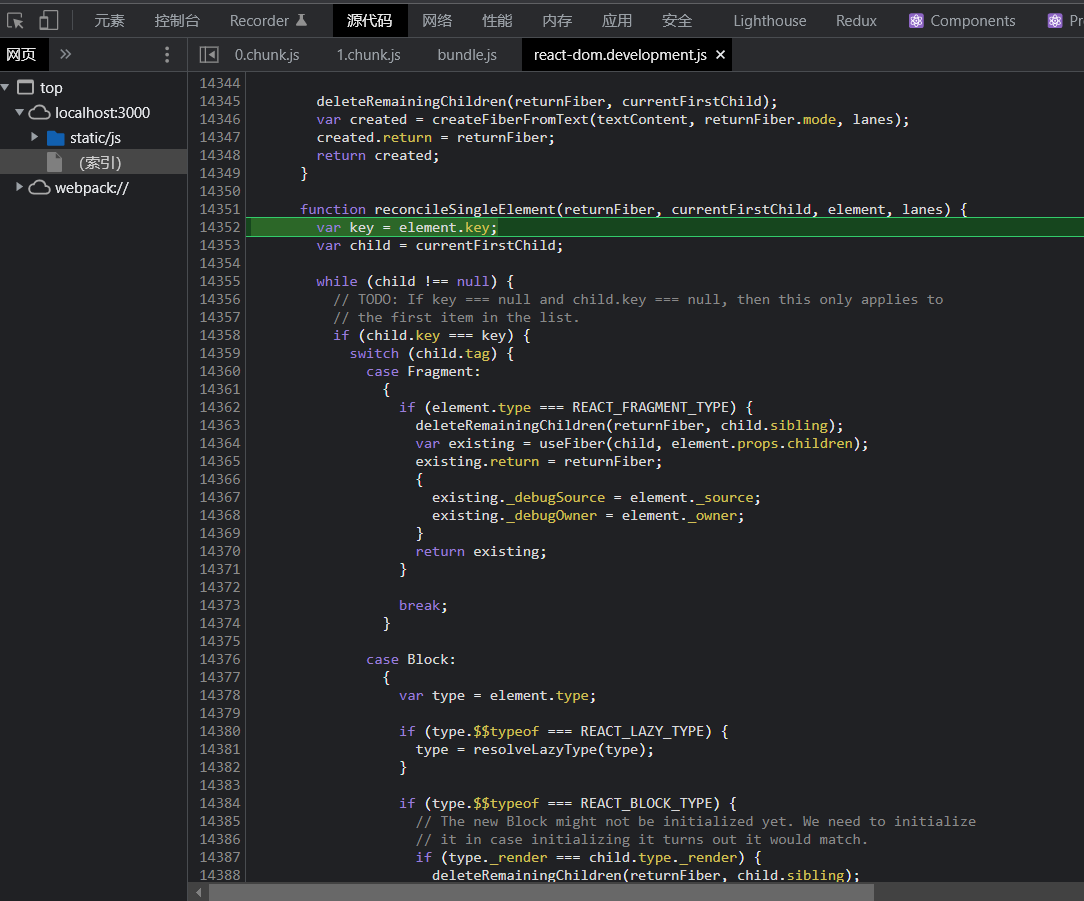 元素 控制台 Recorder 源代码 网络 性能 内存 应用 安全 Lighthouse Redux Components
网页 » 0.chunk.js 1.chunk.js bundle.js react-dom.development.js ×
top
localhost:3000
static/js
(索引)
webpack://
14344
14345 deleteRemainingChildren(returnFiber, currentFirstChild);
14346 var created = createFiberFromText(textContent, returnFiber.mode, lanes);
14347 created.return = returnFiber;
14348 return created;
14349 }
14350
14351 function reconcileSingleElement(returnFiber, currentFirstChild, element, lanes) {
14352 var key = element.key;
14353 var child = currentFirstChild;
14354
14355 while (child !== null) {
14356 // TODO: If key === null and child.key === null, then this only applies to
14357 // the first item in the list.
14358 if (child.key === key) {
14359 switch (child.tag) {
14360 case Fragment:
14361 {
14362 if (element.type === REACT_FRAGMENT_TYPE) {
14363 deleteRemainingChildren(returnFiber, child.sibling);
14364 var existing = useFiber(child, element.props.children);
14365 existing.return = returnFiber;
14366 {
14367 existing._debugSource = element._source;
14368 existing._debugOwner = element._owner;
14369 }
14370 return existing;
14371 }
14372
14373 break;
14374 }
14375
14376 case Block:
14377 {
14378 var type = element.type;
14379
14380 if (type.$$typeof === REACT_LAZY_TYPE) {
14381 type = resolveLazyType(type);
14382 }
14383
14384 if (type.$$typeof === REACT_BLOCK_TYPE) {
14385 // The new Block might not be initialized yet. We need to initialize
14386 // it in case initializing it turns out it would match.
14387 if (type._render === child.type._render) {
14388 deleteRemainingChildren(returnFiber, child.sibling);